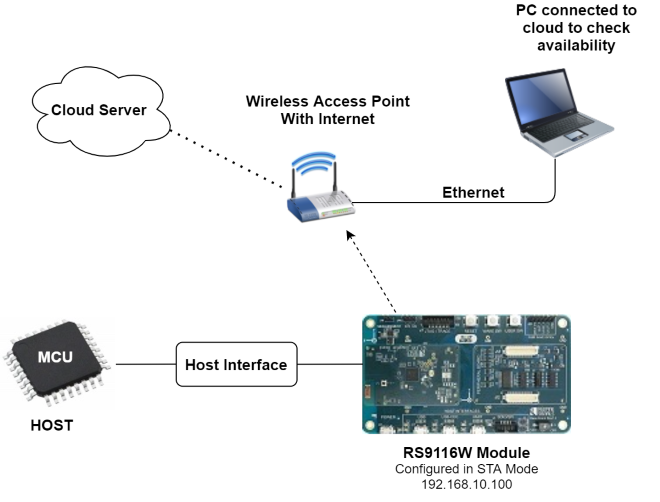 PC connected to
cloud to check
availability
Cloud Server
Wireless Access Point
With Internet
Ethernet
MCU
Host Interface
HOST
RS9116W Module
Configured in STA Mode
192.168.10.100